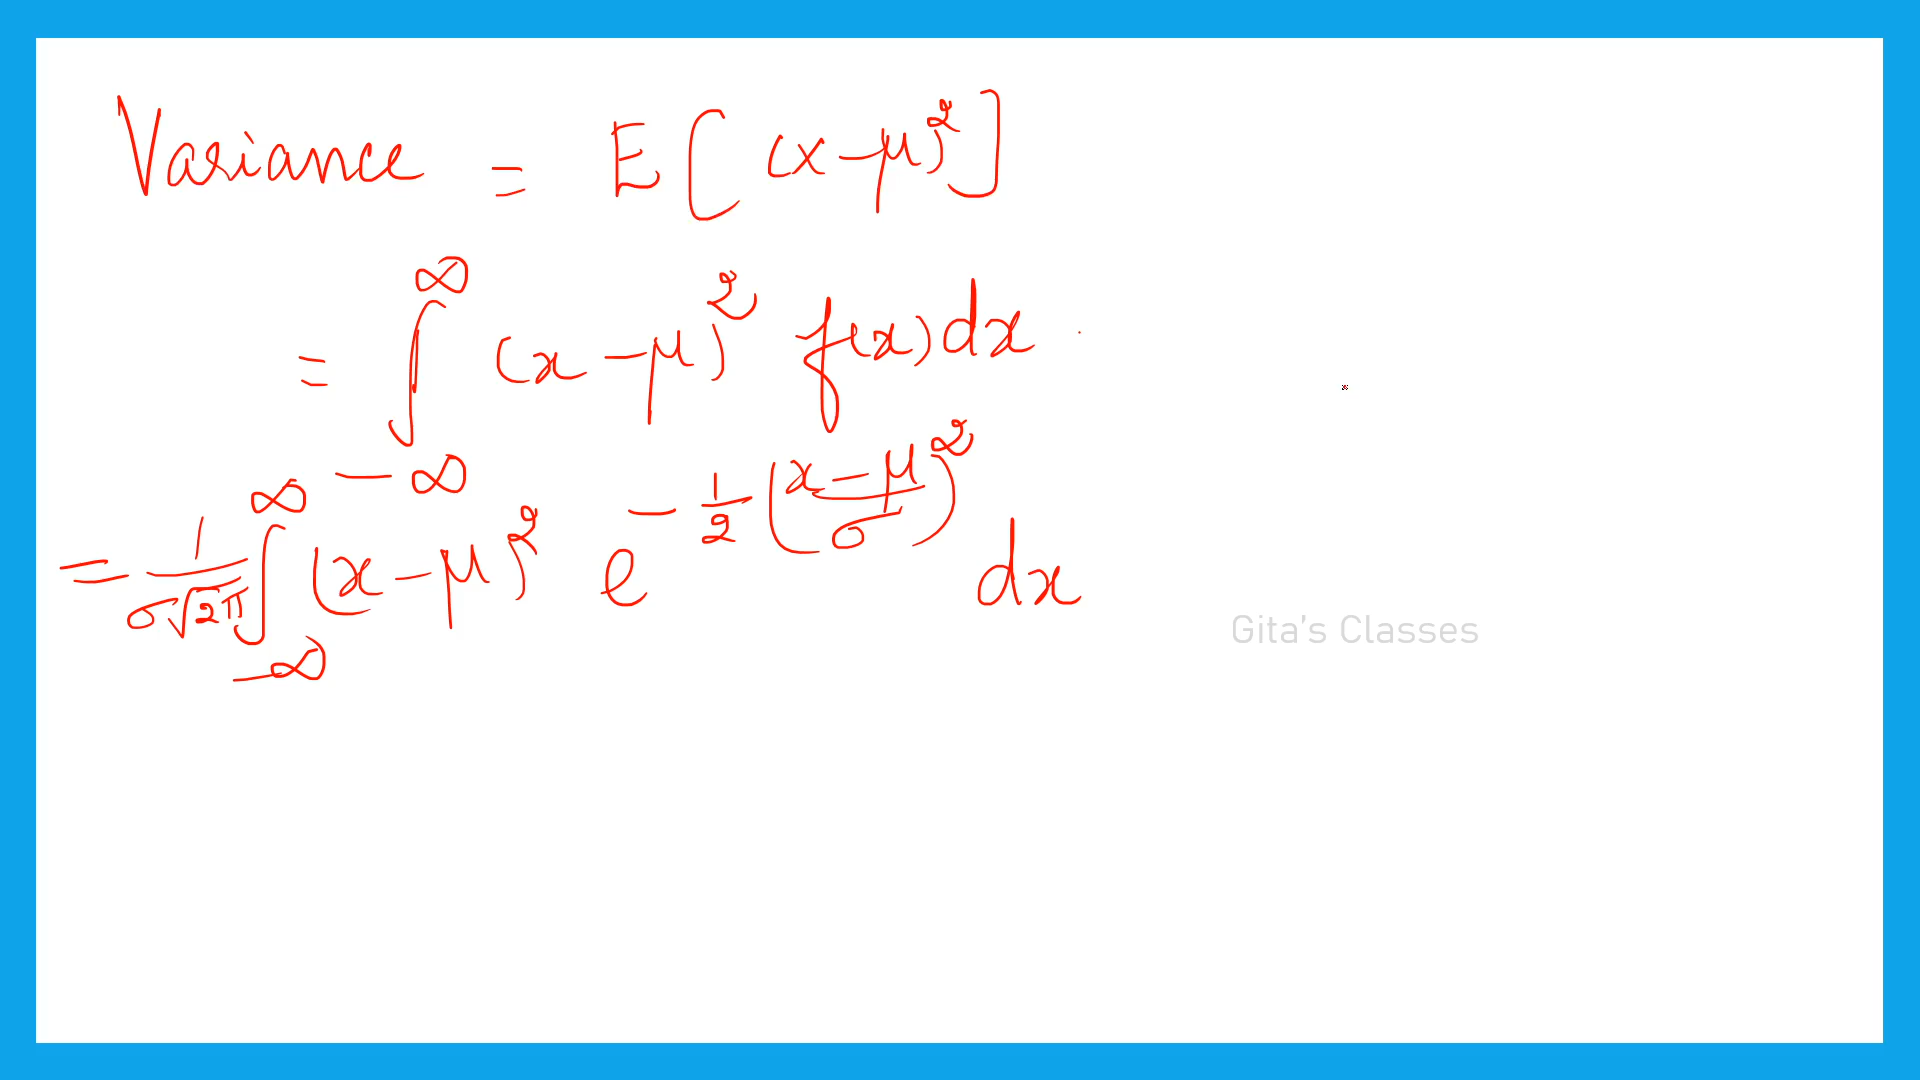 Variance = E[(x-μ)²]
= ∫_{-∞}^{∞} (x-μ)² f(x) dx
= 1/(σ√2π) ∫_{-∞}^{∞} (x-μ)² e^{-1/2 ((x-μ)/σ)²} dx
Gita's Classes